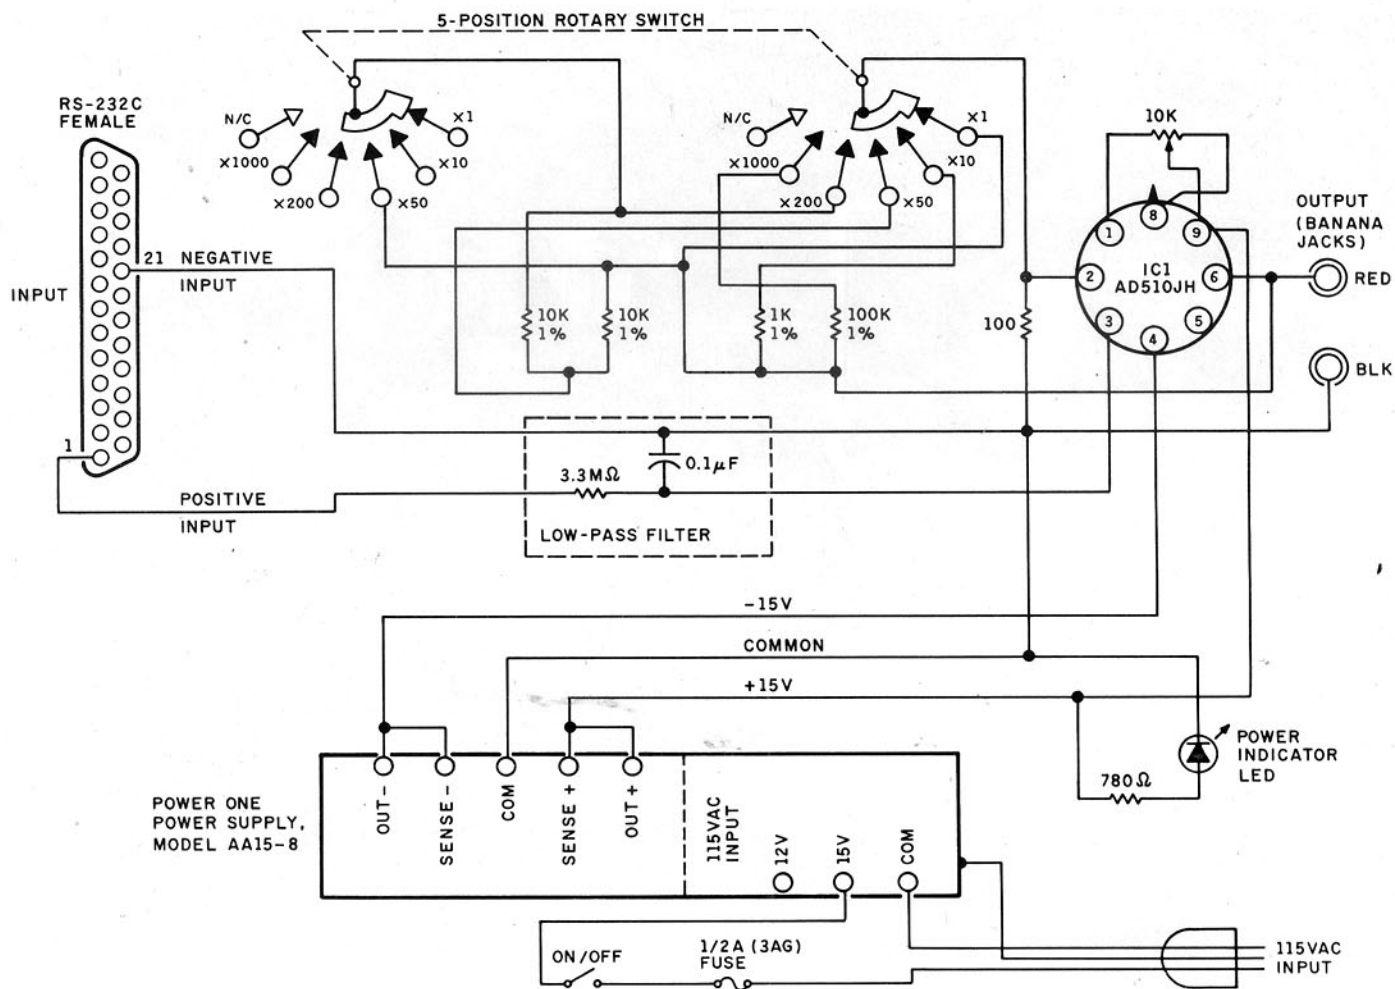 5-POSITION ROTARY SWITCH
RS-232C
FEMALE
N/C
×1000
×200
×50
×10
×1
N/C
×1000
×200
×50
×10
×1
10K
OUTPUT
(BANANA
JACKS)
1
8
9
2
IC1
AD510JH
6
RED
3
4
5
BLK
21 NEGATIVE
INPUT
INPUT
10K
1%
10K
1%
1K
1%
100K
1%
100
1
POSITIVE
INPUT
3.3MΩ
0.1μF
LOW-PASS FILTER
-15V
COMMON
+15V
POWER
INDICATOR
LED
780Ω
POWER ONE
POWER SUPPLY,
MODEL AA15-8
OUT -
SENSE -
COM
SENSE +
OUT +
115VAC
INPUT
12V
15V
COM
ON/OFF
1/2A (3AG)
FUSE
115VAC
INPUT